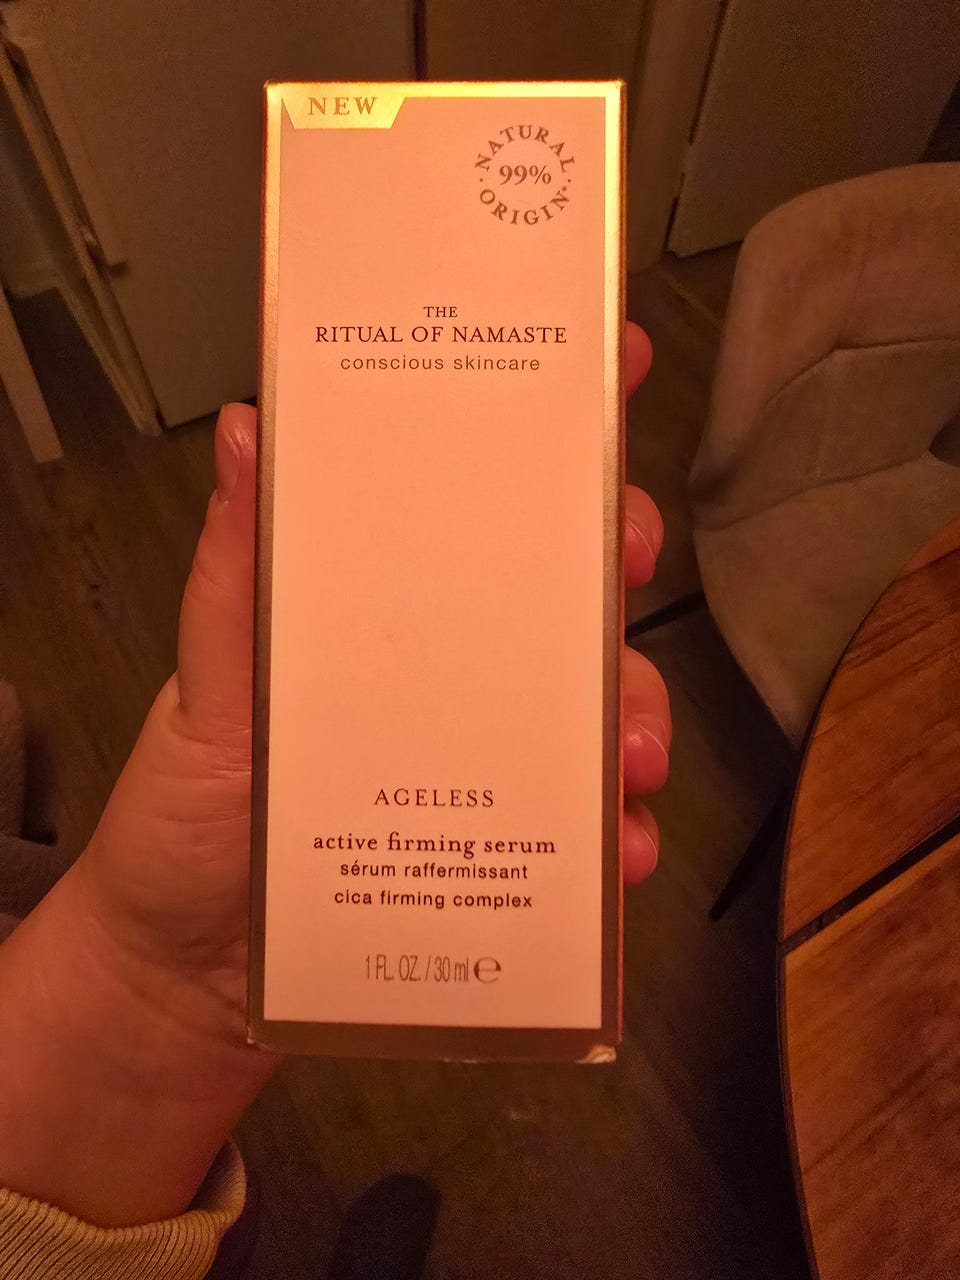 NEW
NATURAL
99%
ORIGIN
THE
RITUAL OF NAMASTE
conscious skincare
AGELESS
active firming serum
sérum raffermissant
cica firming complex
1 FL. OZ. / 30 ml ℮